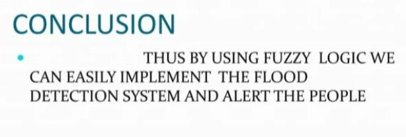 CONCLUSION
THUS BY USING FUZZY LOGIC WE
CAN EASILY IMPLEMENT THE FLOOD
DETECTION SYSTEM AND ALERT THE PEOPLE